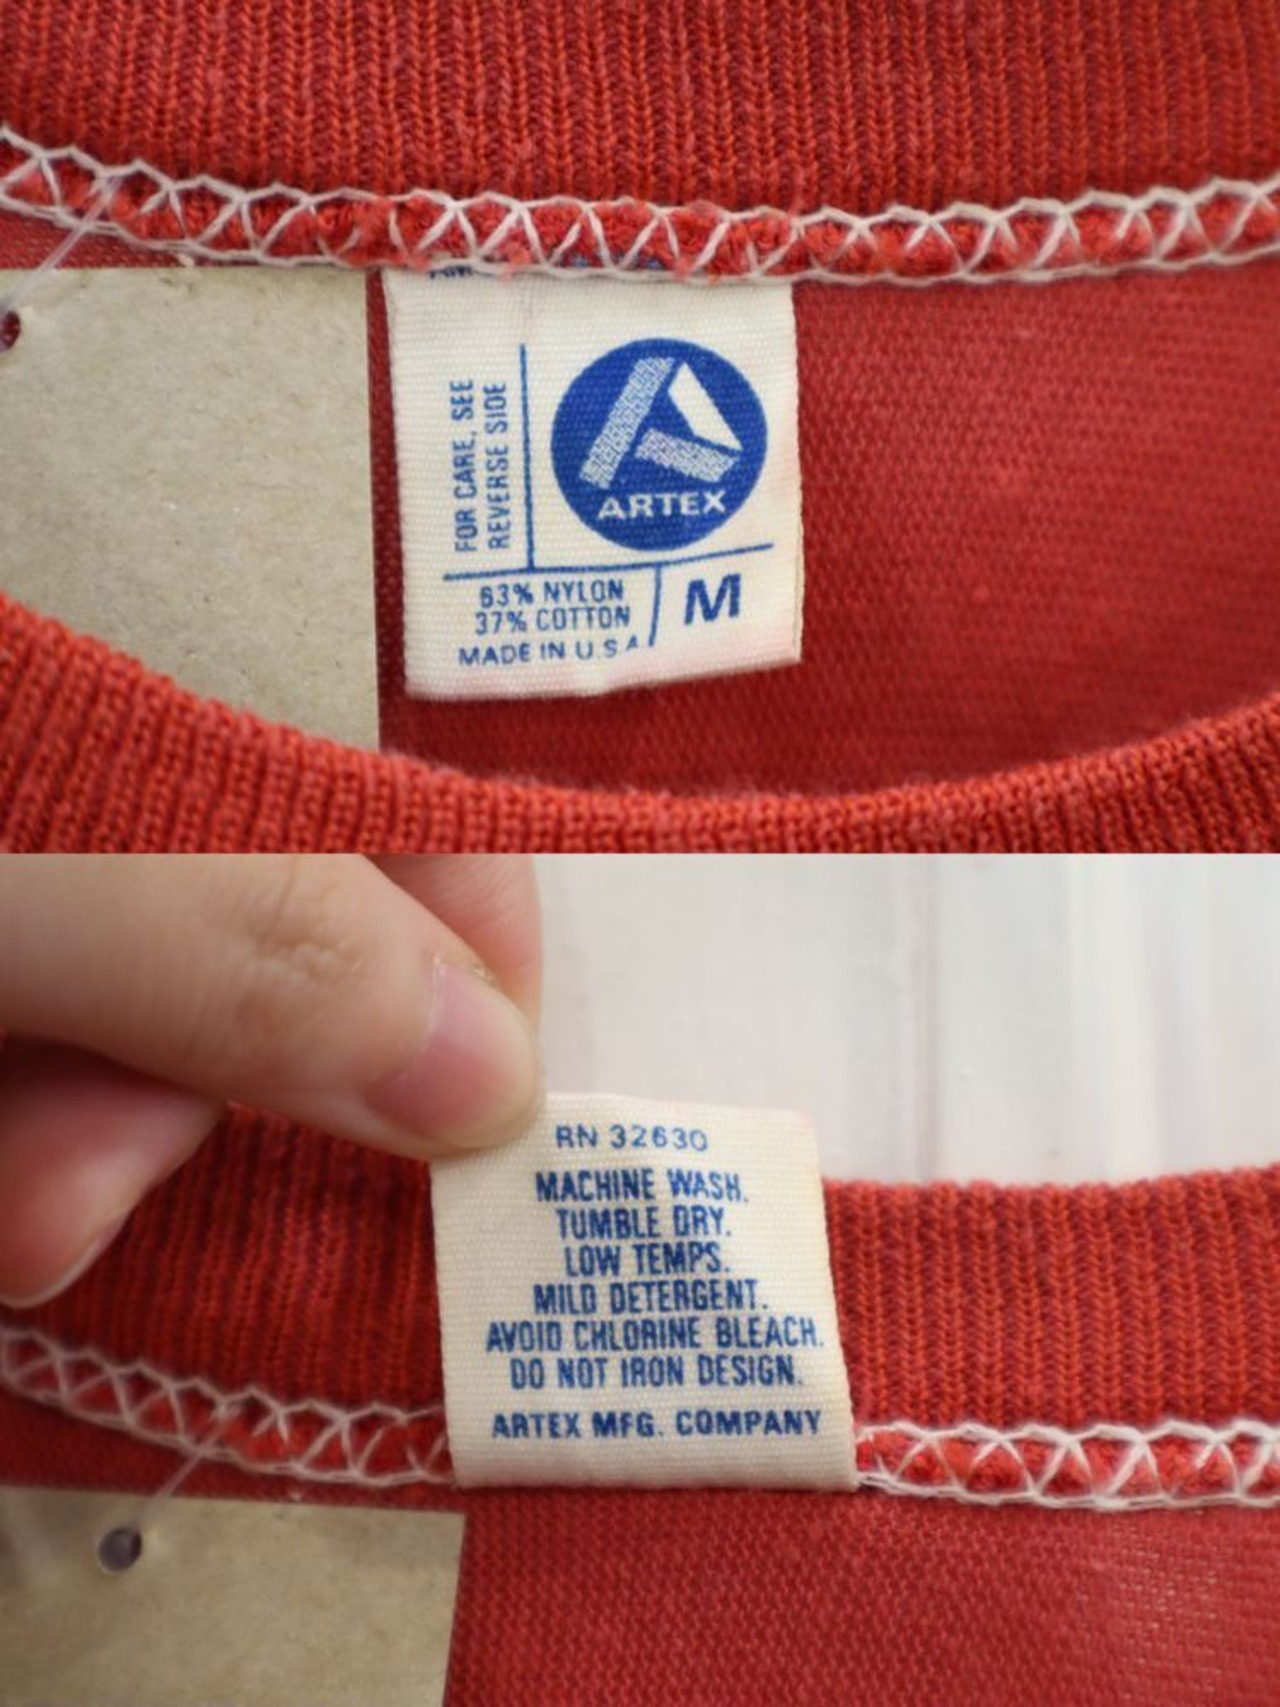 FOR CARE, SEE
REVERSE SIDE
ARTEX
63% NYLON
37% COTTON
MADE IN U.S.A
M
RN 32630
MACHINE WASH.
TUMBLE DRY.
LOW TEMPS.
MILD DETERGENT.
AVOID CHLORINE BLEACH.
DO NOT IRON DESIGN.
ARTEX MFG. COMPANY